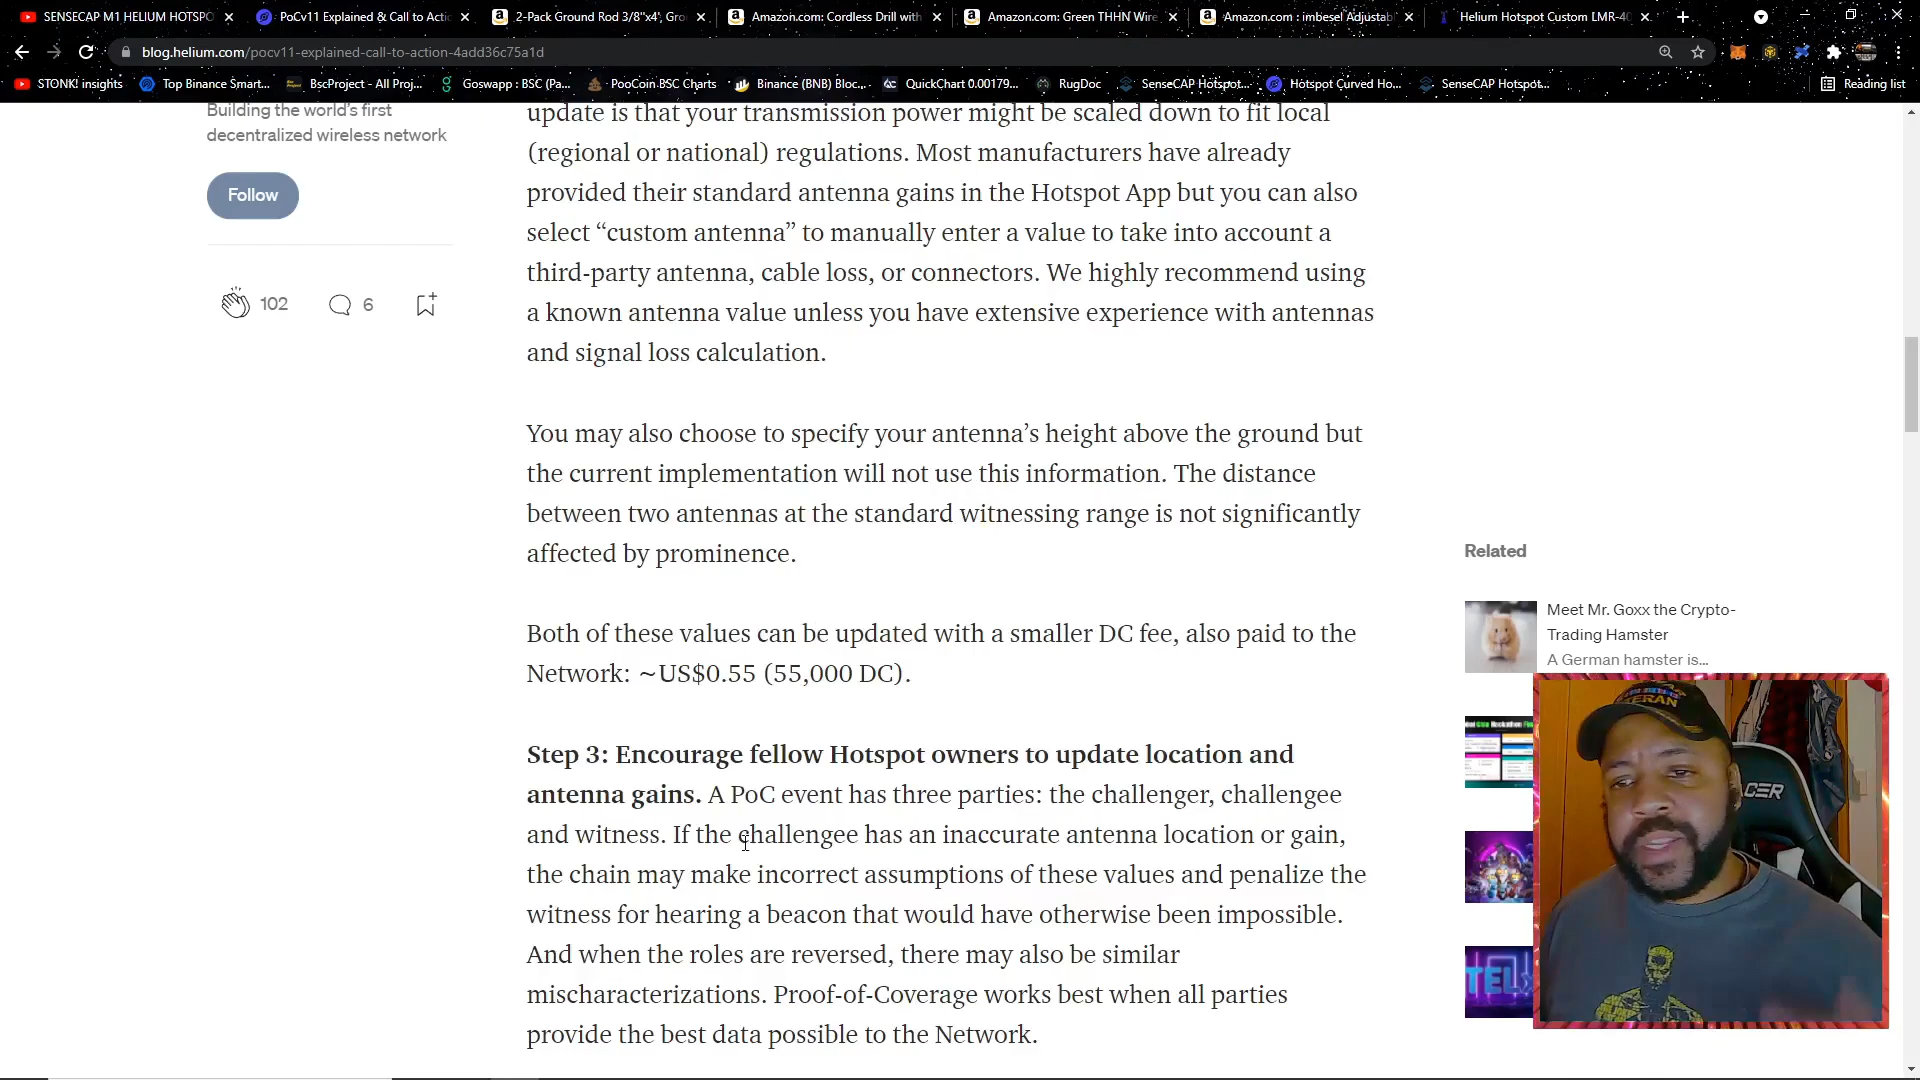 SENSECAP M1 HELIUM HOTSPO
PoCv11 Explained & Call to Actio
2-Pack Ground Rod 3/8"x4', Gro
Amazon.com: Cordless Drill with
Amazon.com: Green THHN Wire
Amazon.com : imbesel Adjustab
Helium Hotspot Custom LMR-40
blog.helium.com/pocv11-explained-call-to-action-4add36c75a1d
STONK! insights
Top Binance Smart...
BscProject - All Proj...
Goswapp : BSC (Pa...
PooCoin BSC Charts
Binance (BNB) Bloc...
QuickChart 0.00179...
RugDoc
SenseCAP Hotspot...
Hotspot Curved Ho...
SenseCAP Hotspot...
Reading list
Building the world's first
decentralized wireless network
Follow
102
6
update is that your transmission power might be scaled down to fit local
(regional or national) regulations. Most manufacturers have already
provided their standard antenna gains in the Hotspot App but you can also
select “custom antenna” to manually enter a value to take into account a
third-party antenna, cable loss, or connectors. We highly recommend using
a known antenna value unless you have extensive experience with antennas
and signal loss calculation.
You may also choose to specify your antenna’s height above the ground but
the current implementation will not use this information. The distance
between two antennas at the standard witnessing range is not significantly
affected by prominence.
Both of these values can be updated with a smaller DC fee, also paid to the
Network: ~US$0.55 (55,000 DC).
Step 3: Encourage fellow Hotspot owners to update location and
antenna gains. A PoC event has three parties: the challenger, challengee
and witness. If the challengee has an inaccurate antenna location or gain,
the chain may make incorrect assumptions of these values and penalize the
witness for hearing a beacon that would have otherwise been impossible.
And when the roles are reversed, there may also be similar
mischaracterizations. Proof-of-Coverage works best when all parties
provide the best data possible to the Network.
Related
Meet Mr. Goxx the Crypto-
Trading Hamster
A German hamster is...
TEL
ERAN
CER